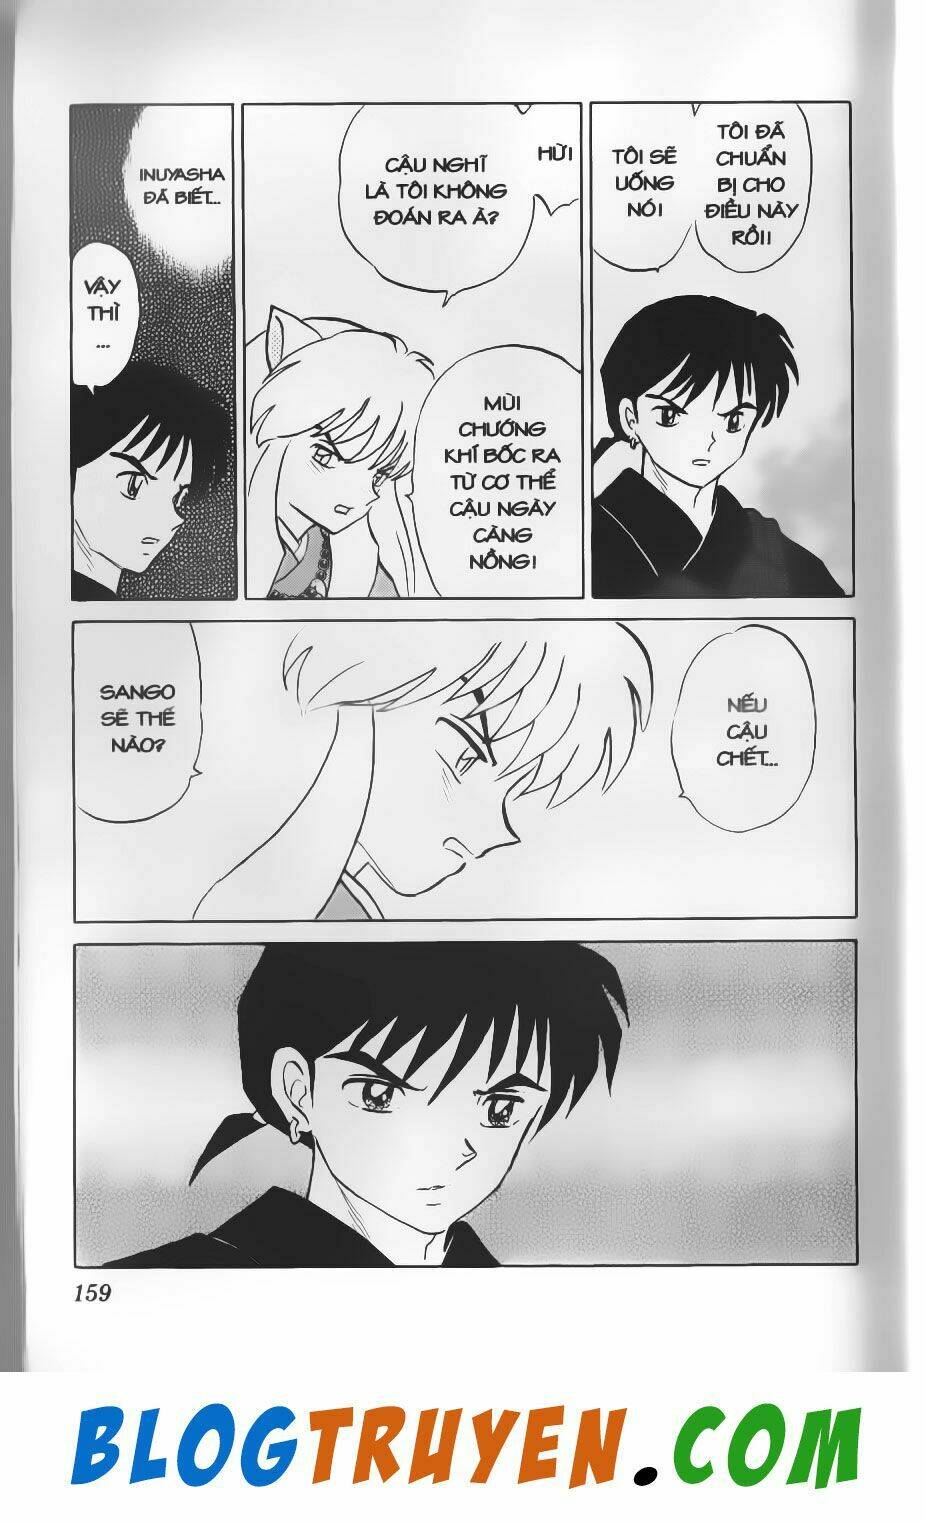 TÔI ĐÃ
CHUẨN
BỊ CHO
ĐIỀU NÀY
RỒI!
TÔI SẼ
UỐNG
NÓ!
HỪ!
CẬU NGHĨ
LÀ TÔI KHÔNG
ĐOÁN RA À?
MÙI
CHƯỚNG
KHÍ BỐC RA
TỪ CƠ THỂ
CẬU NGÀY
CÀNG
NỒNG!
INUYASHA
ĐÃ BIẾT...
VẬY
THÌ
...
NẾU
CẬU
CHẾT...
SANGO
SẼ THẾ
NÀO?
159
BLOGTRUYEN.COM